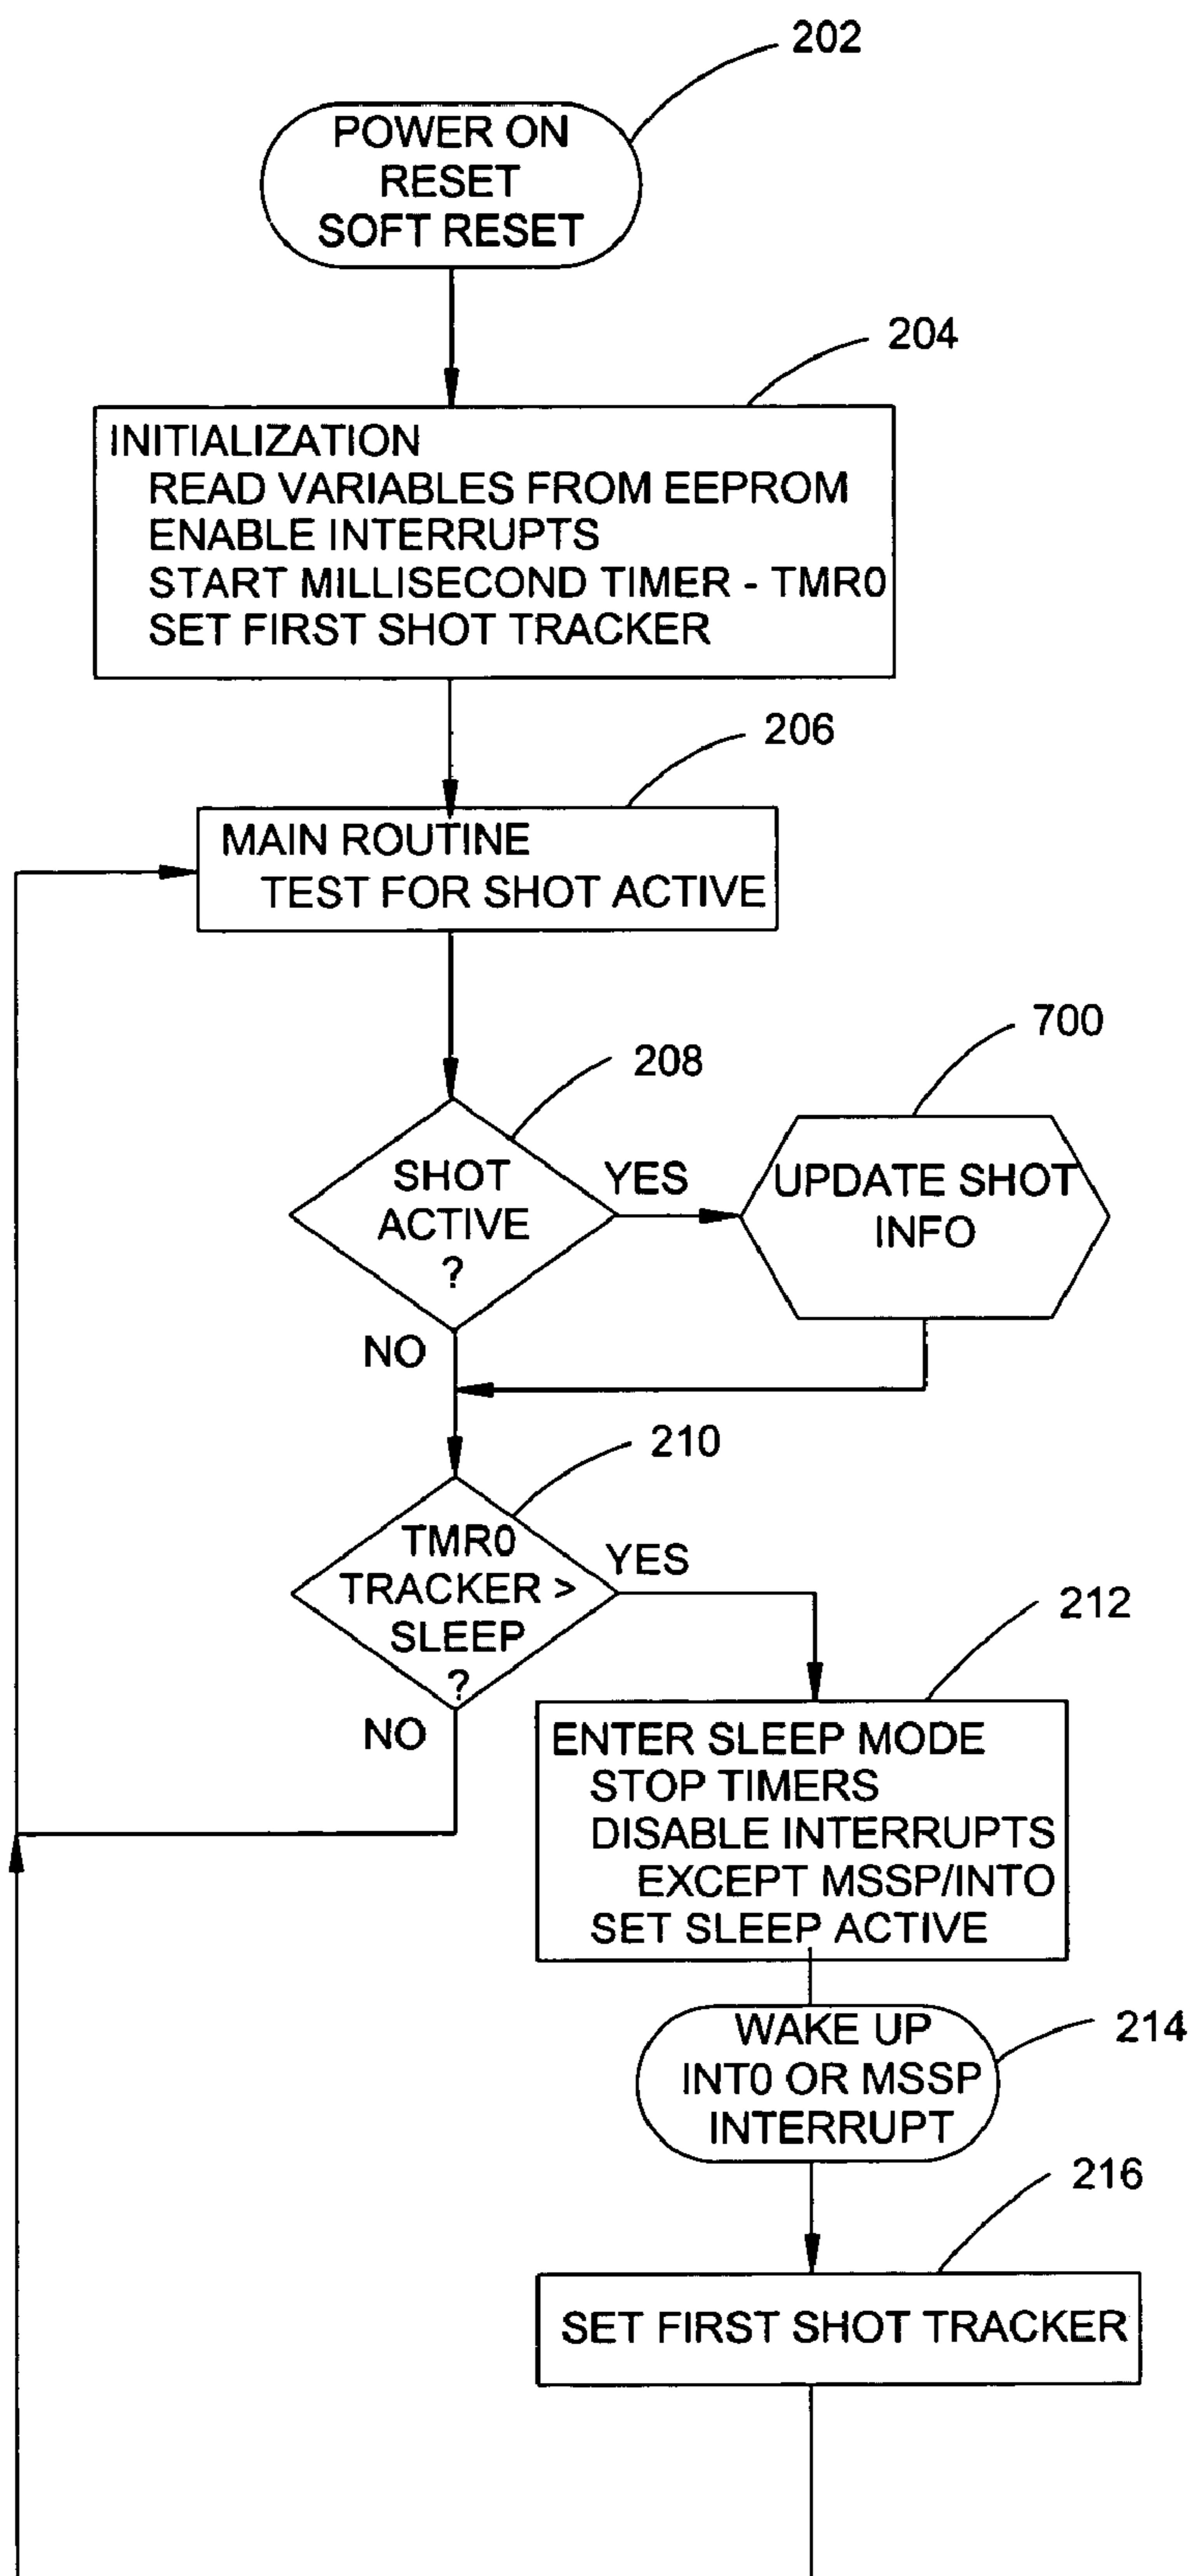 202
POWER ON
RESET
SOFT RESET
204
INITIALIZATION
READ VARIABLES FROM EEPROM
ENABLE INTERRUPTS
START MILLISECOND TIMER - TMR0
SET FIRST SHOT TRACKER
206
MAIN ROUTINE
TEST FOR SHOT ACTIVE
700
208
SHOT
ACTIVE
?
YES
UPDATE SHOT
INFO
NO
210
TMR0
TRACKER >
SLEEP
?
YES
NO
212
ENTER SLEEP MODE
STOP TIMERS
DISABLE INTERRUPTS
EXCEPT MSSP/INTO
SET SLEEP ACTIVE
214
WAKE UP
INT0 OR MSSP
INTERRUPT
216
SET FIRST SHOT TRACKER